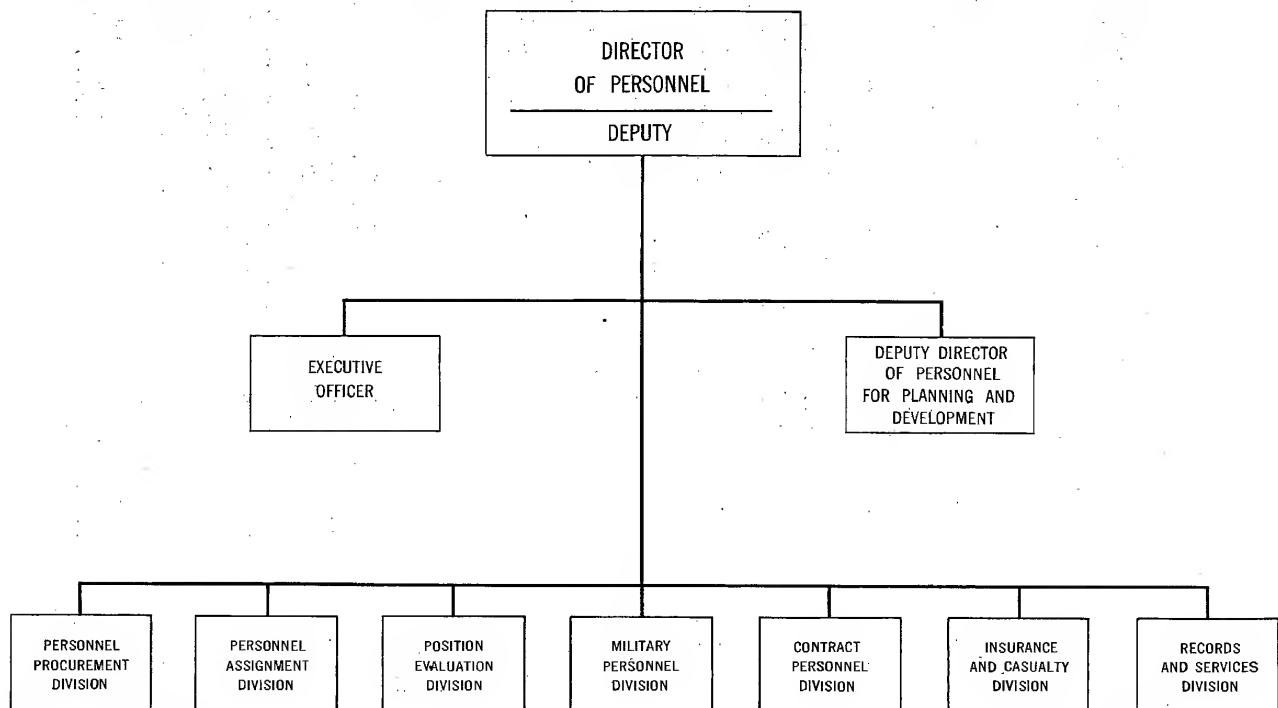 DIRECTOR
OF PERSONNEL
DEPUTY
EXECUTIVE
OFFICER
DEPUTY DIRECTOR
OF PERSONNEL
FOR PLANNING AND
DEVELOPMENT
PERSONNEL
PROCUREMENT
DIVISION
PERSONNEL
ASSIGNMENT
DIVISION
POSITION
EVALUATION
DIVISION
MILITARY
PERSONNEL
DIVISION
CONTRACT
PERSONNEL
DIVISION
INSURANCE
AND CASUALTY
DIVISION
RECORDS
AND SERVICES
DIVISION